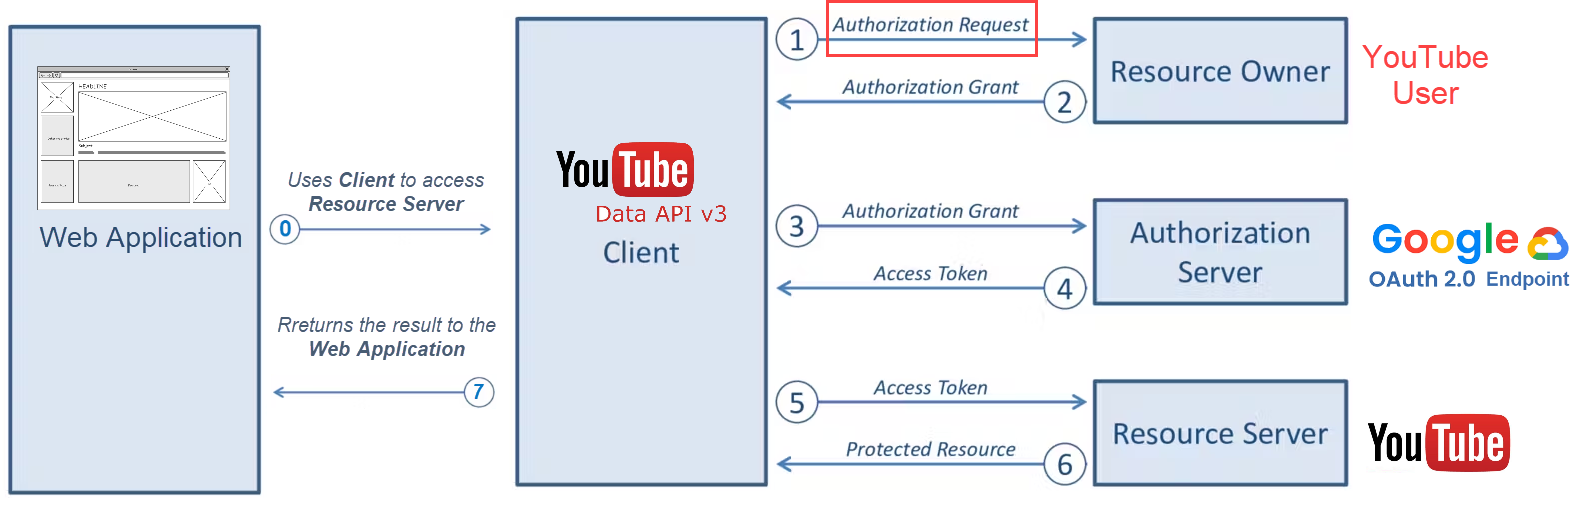 HEADLINE
Web Application
Uses Client to access
Resource Server
0
Rreturns the result to the
Web Application
7
YouTube
Data API v3
Client
1
Authorization Request
Authorization Grant
2
3
Authorization Grant
Access Token
4
5
Access Token
Protected Resource
6
Resource Owner
YouTube
User
Authorization
Server
Google
OAuth 2.0 Endpoint
Resource Server
YouTube